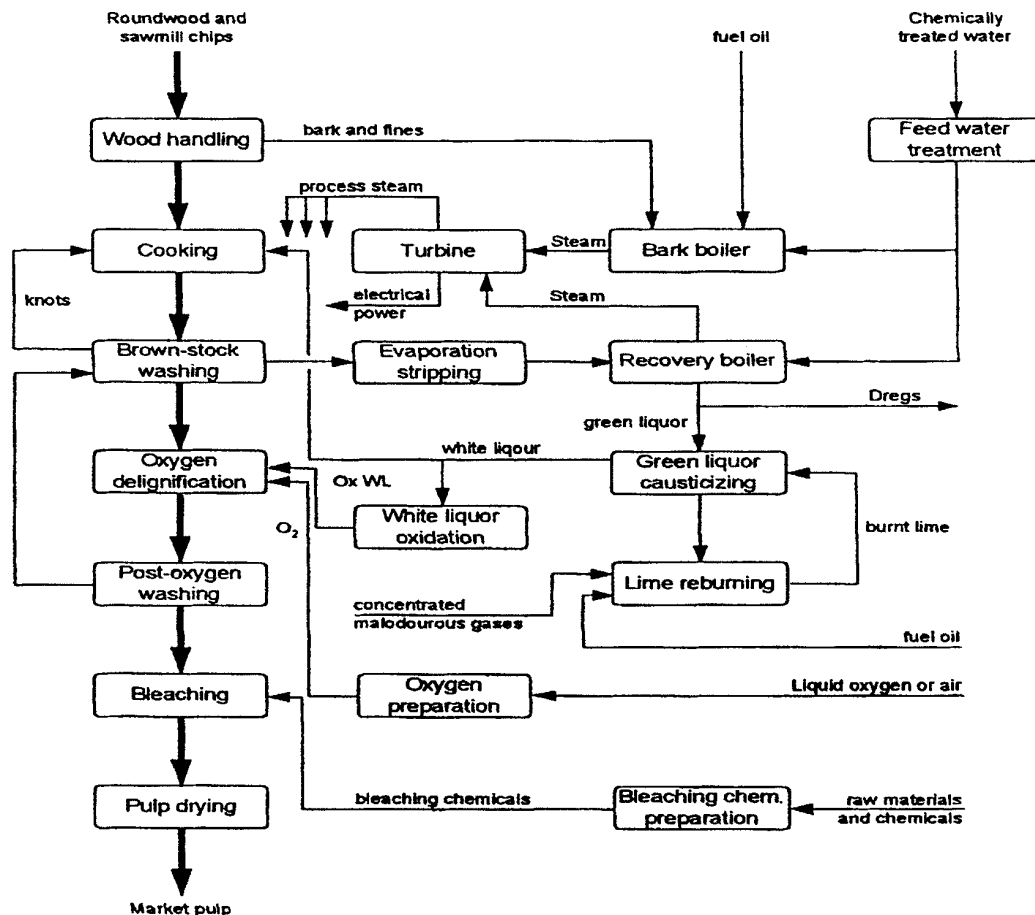 Roundwood and
sawmill chips
fuel oil
Chemically
treated water
Wood handling
bark and fines
Feed water
treatment
process steam
Cooking
Turbine
Steam
Bark boiler
knots
electrical
power
Steam
Brown-stock
washing
Evaporation
stripping
Recovery boiler
Dregs
green liquor
white liqour
Oxygen
delignification
Ox WL
Green liquor
causticizing
O₂
White liquor
oxidation
burnt lime
Post-oxygen
washing
Lime reburning
concentrated
malodourous gases
fuel oil
Bleaching
Oxygen
preparation
Liquid oxygen or air
Pulp drying
bleaching chemicals
Bleaching chem.
preparation
raw materials
and chemicals
Market pulp